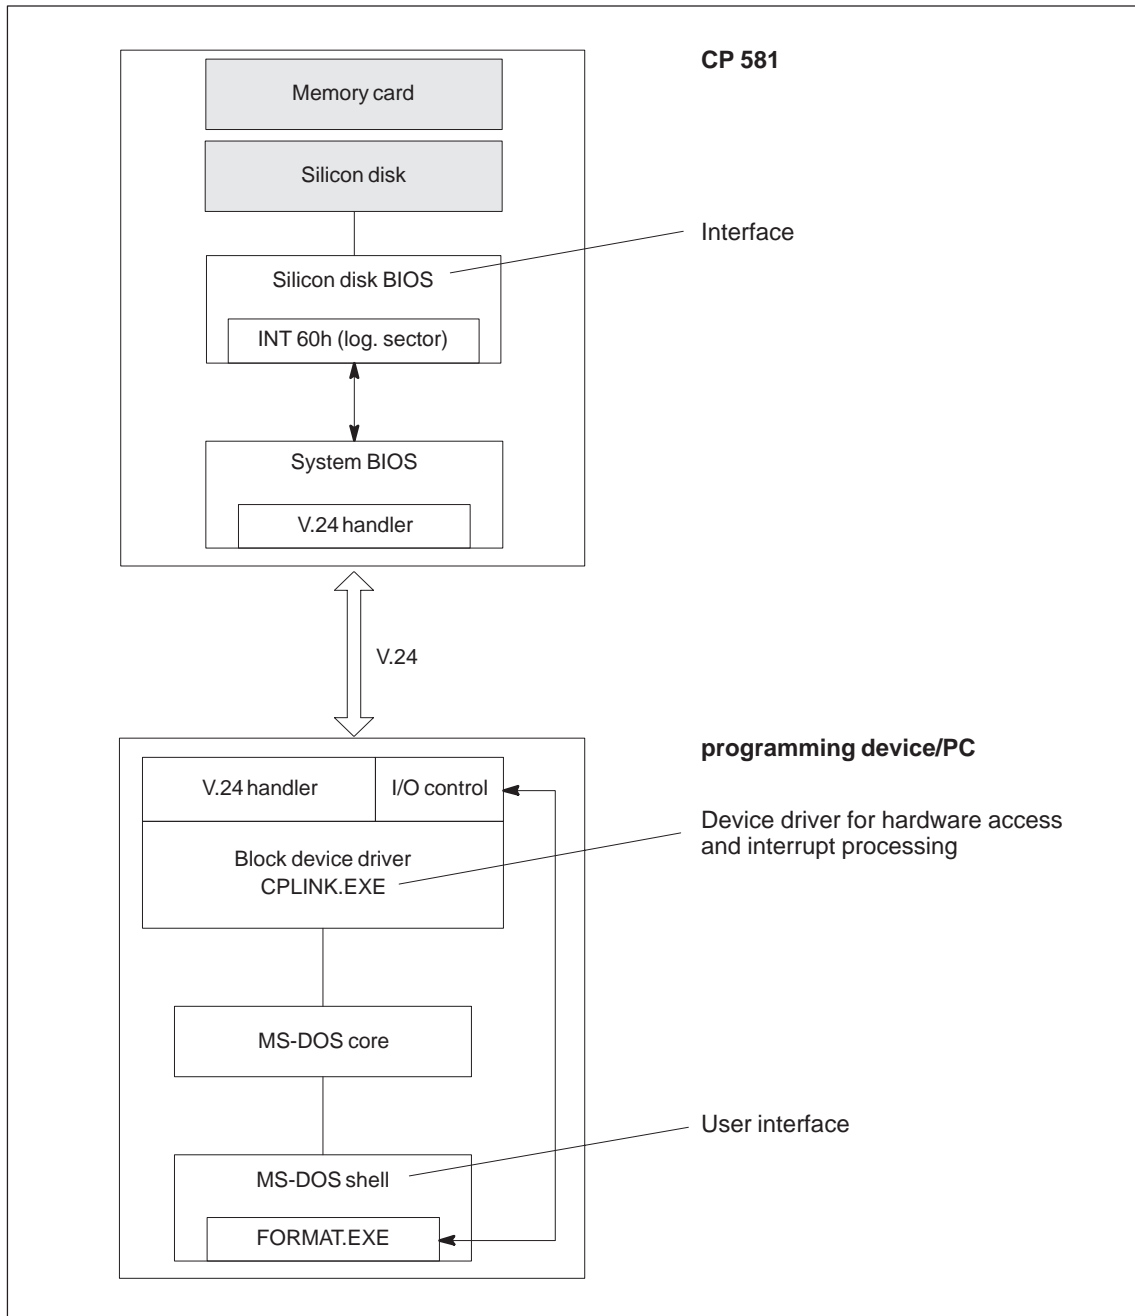 CP 581
Memory card
Silicon disk
Interface
Silicon disk BIOS
INT 60h (log. sector)
System BIOS
V.24 handler
V.24
programming device/PC
V.24 handler
I/O control
Device driver for hardware access
and interrupt processing
Block device driver
CPLINK.EXE
MS-DOS core
User interface
MS-DOS shell
FORMAT.EXE